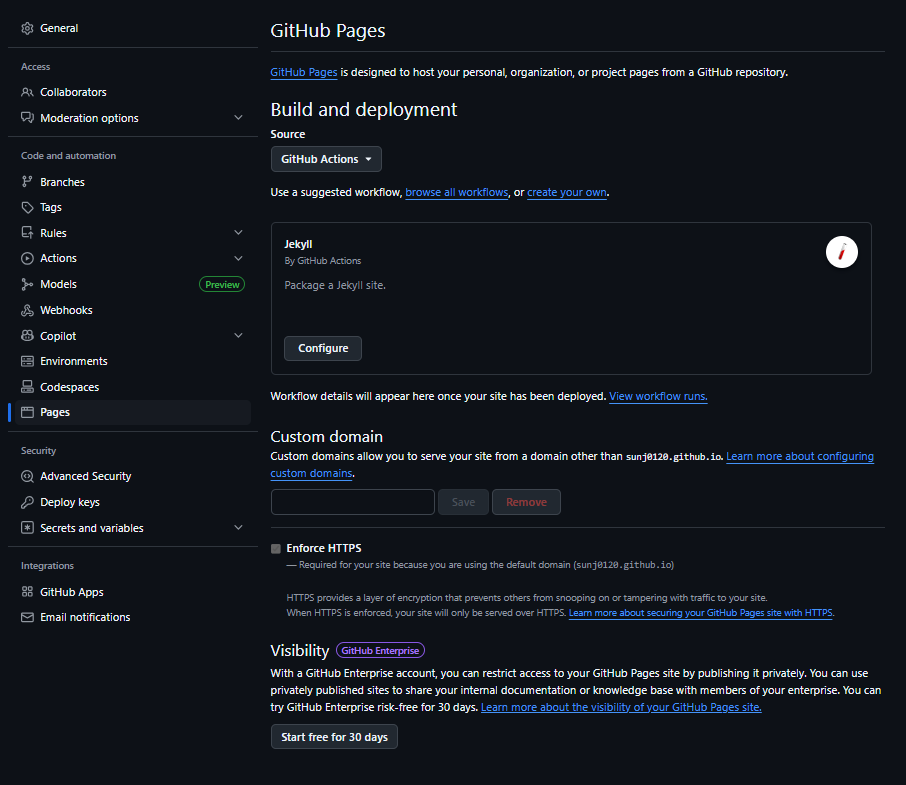 General
Access
Collaborators
Moderation options
Code and automation
Branches
Tags
Rules
Actions
Models
Preview
Webhooks
Copilot
Environments
Codespaces
Pages
Security
Advanced Security
Deploy keys
Secrets and variables
Integrations
GitHub Apps
Email notifications
GitHub Pages
GitHub Pages is designed to host your personal, organization, or project pages from a GitHub repository.
Build and deployment
Source
GitHub Actions
Use a suggested workflow, browse all workflows, or create your own.
Jekyll
By GitHub Actions
Package a Jekyll site.
Configure
Workflow details will appear here once your site has been deployed. View workflow runs.
Custom domain
Custom domains allow you to serve your site from a domain other than sunj0120.github.io. Learn more about configuring
custom domains.
Save
Remove
Enforce HTTPS
— Required for your site because you are using the default domain (sunj0120.github.io)
HTTPS provides a layer of encryption that prevents others from snooping on or tampering with traffic to your site.
When HTTPS is enforced, your site will only be served over HTTPS. Learn more about securing your GitHub Pages site with HTTPS.
Visibility
GitHub Enterprise
With a GitHub Enterprise account, you can restrict access to your GitHub Pages site by publishing it privately. You can use
privately published sites to share your internal documentation or knowledge base with members of your enterprise. You can
try GitHub Enterprise risk-free for 30 days. Learn more about the visibility of your GitHub Pages site.
Start free for 30 days